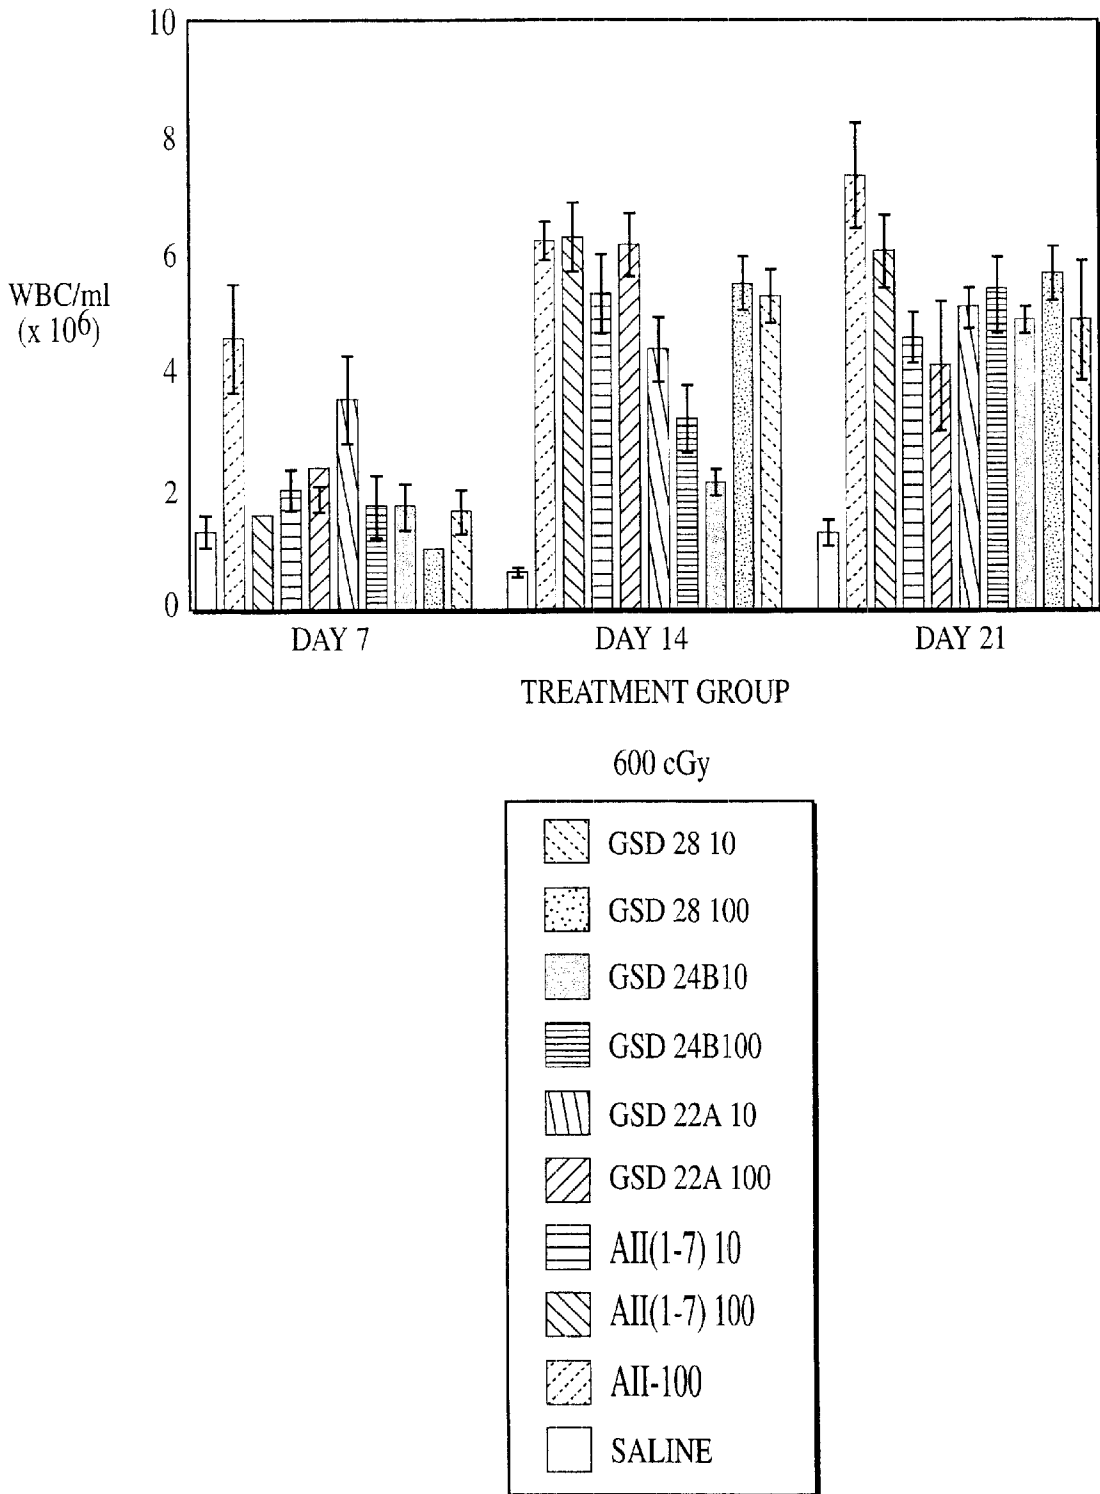 10
8
6
WBC/ml
(x 10⁶)
4
2
0
DAY 7 DAY 14 DAY 21
TREATMENT GROUP
600 cGy
GSD 28 10
GSD 28 100
GSD 24B10
GSD 24B100
GSD 22A 10
GSD 22A 100
AII(1-7) 10
AII(1-7) 100
AII-100
SALINE